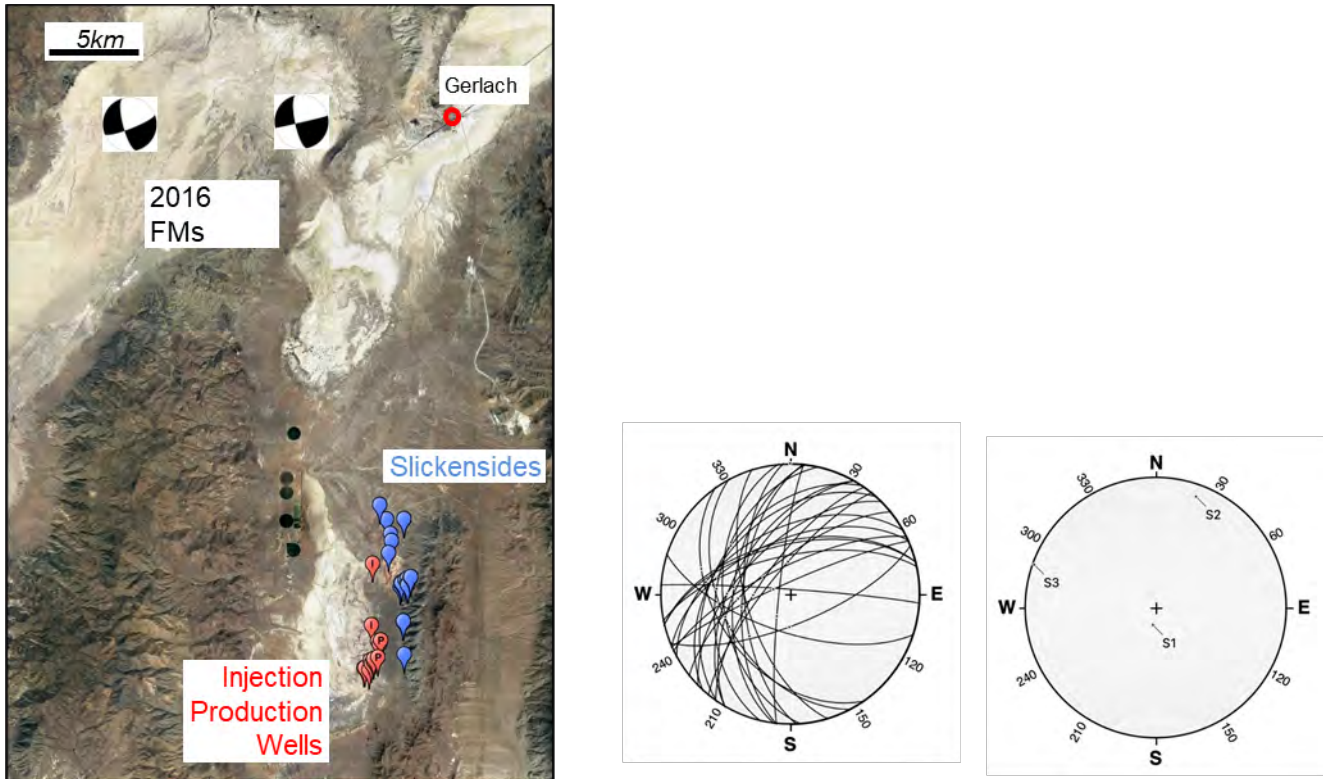 5km
Gerlach
2016
FMs
Slickensides
I
I
P
P
Injection
Production
Wells
N
30
60
E
120
150
S
210
240
W
300
330
N
30
S2
60
E
120
150
S
210
240
W
S3
300
330
S1